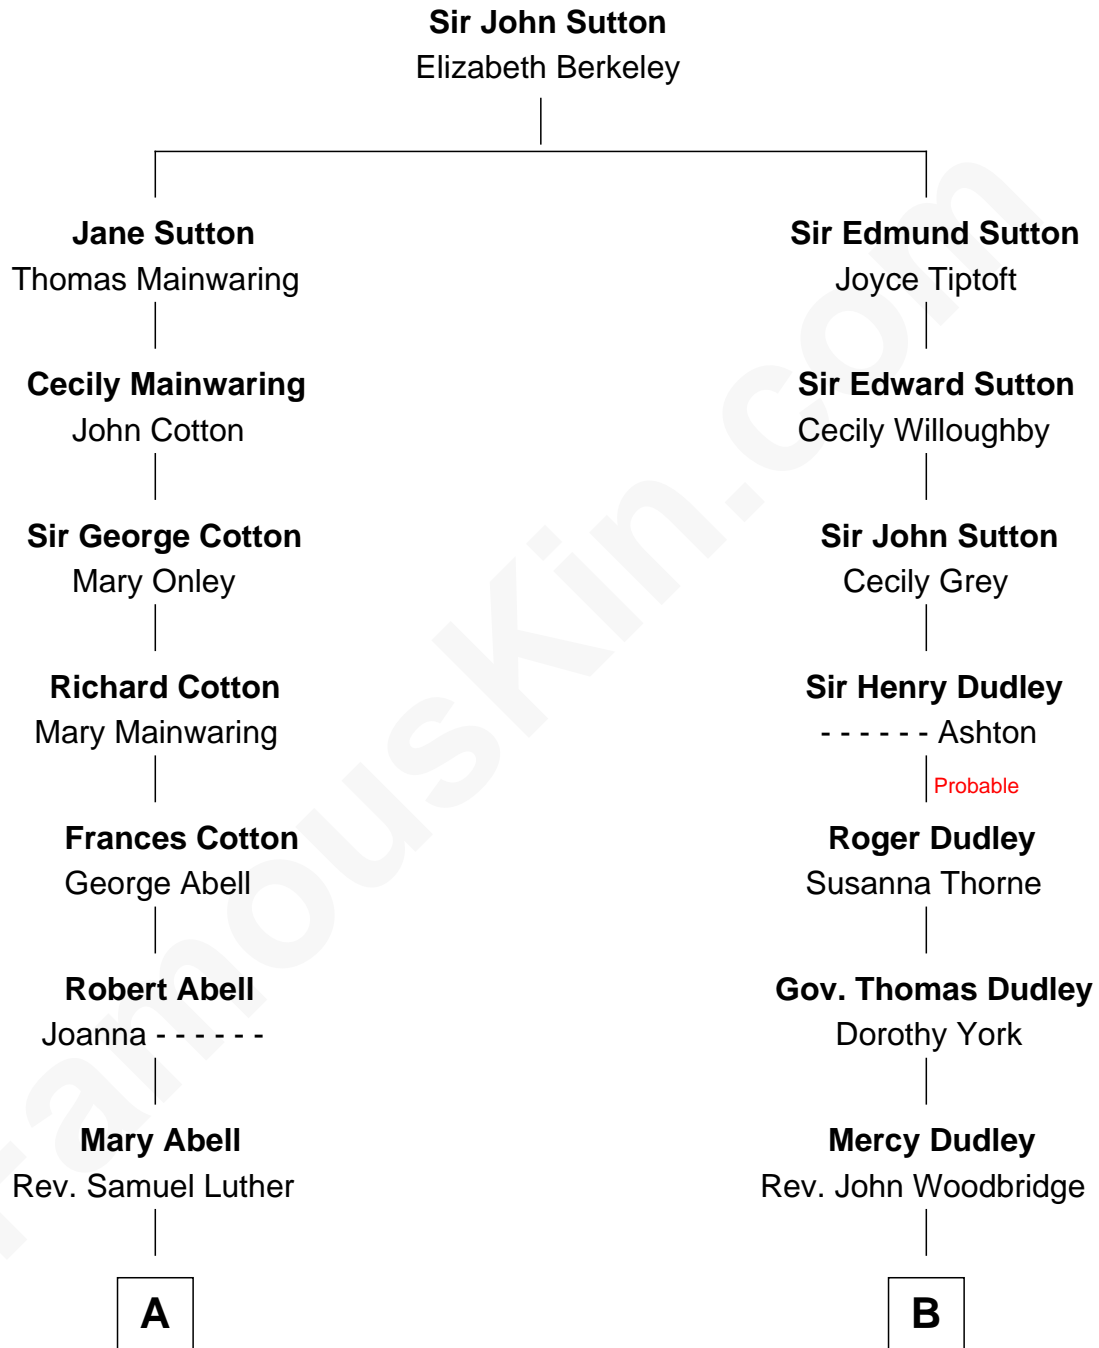 Sir John Sutton
Elizabeth Berkeley
Jane Sutton
Thomas Mainwaring
Cecily Mainwaring
John Cotton
Sir George Cotton
Mary Onley
Richard Cotton
Mary Mainwaring
Frances Cotton
George Abell
Robert Abell
Joanna - - - - - -
Mary Abell
Rev. Samuel Luther
A
Sir Edmund Sutton
Joyce Tiptoft
Sir Edward Sutton
Cecily Willoughby
Sir John Sutton
Cecily Grey
Sir Henry Dudley
- - - - - - Ashton
Probable
Roger Dudley
Susanna Thorne
Gov. Thomas Dudley
Dorothy York
Mercy Dudley
Rev. John Woodbridge
B
FamousKin.com